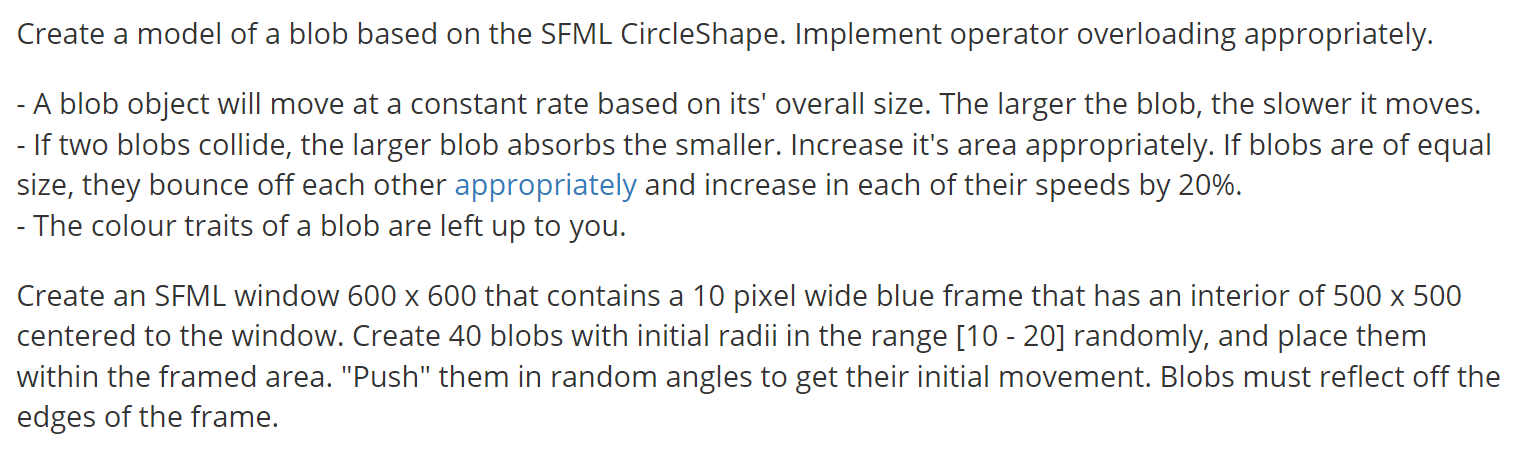 Create a model of a blob based on the SFML CircleShape. Implement operator overloading appropriately.
- A blob object will move at a constant rate based on its' overall size. The larger the blob, the slower it moves.
- If two blobs collide, the larger blob absorbs the smaller. Increase it's area appropriately. If blobs are of equal
size, they bounce off each other appropriately and increase in each of their speeds by 20%.
- The colour traits of a blob are left up to you.
Create an SFML window 600 x 600 that contains a 10 pixel wide blue frame that has an interior of 500 x 500
centered to the window. Create 40 blobs with initial radii in the range [10 - 20] randomly, and place them
within the framed area. "Push" them in random angles to get their initial movement. Blobs must reflect off the
edges of the frame.